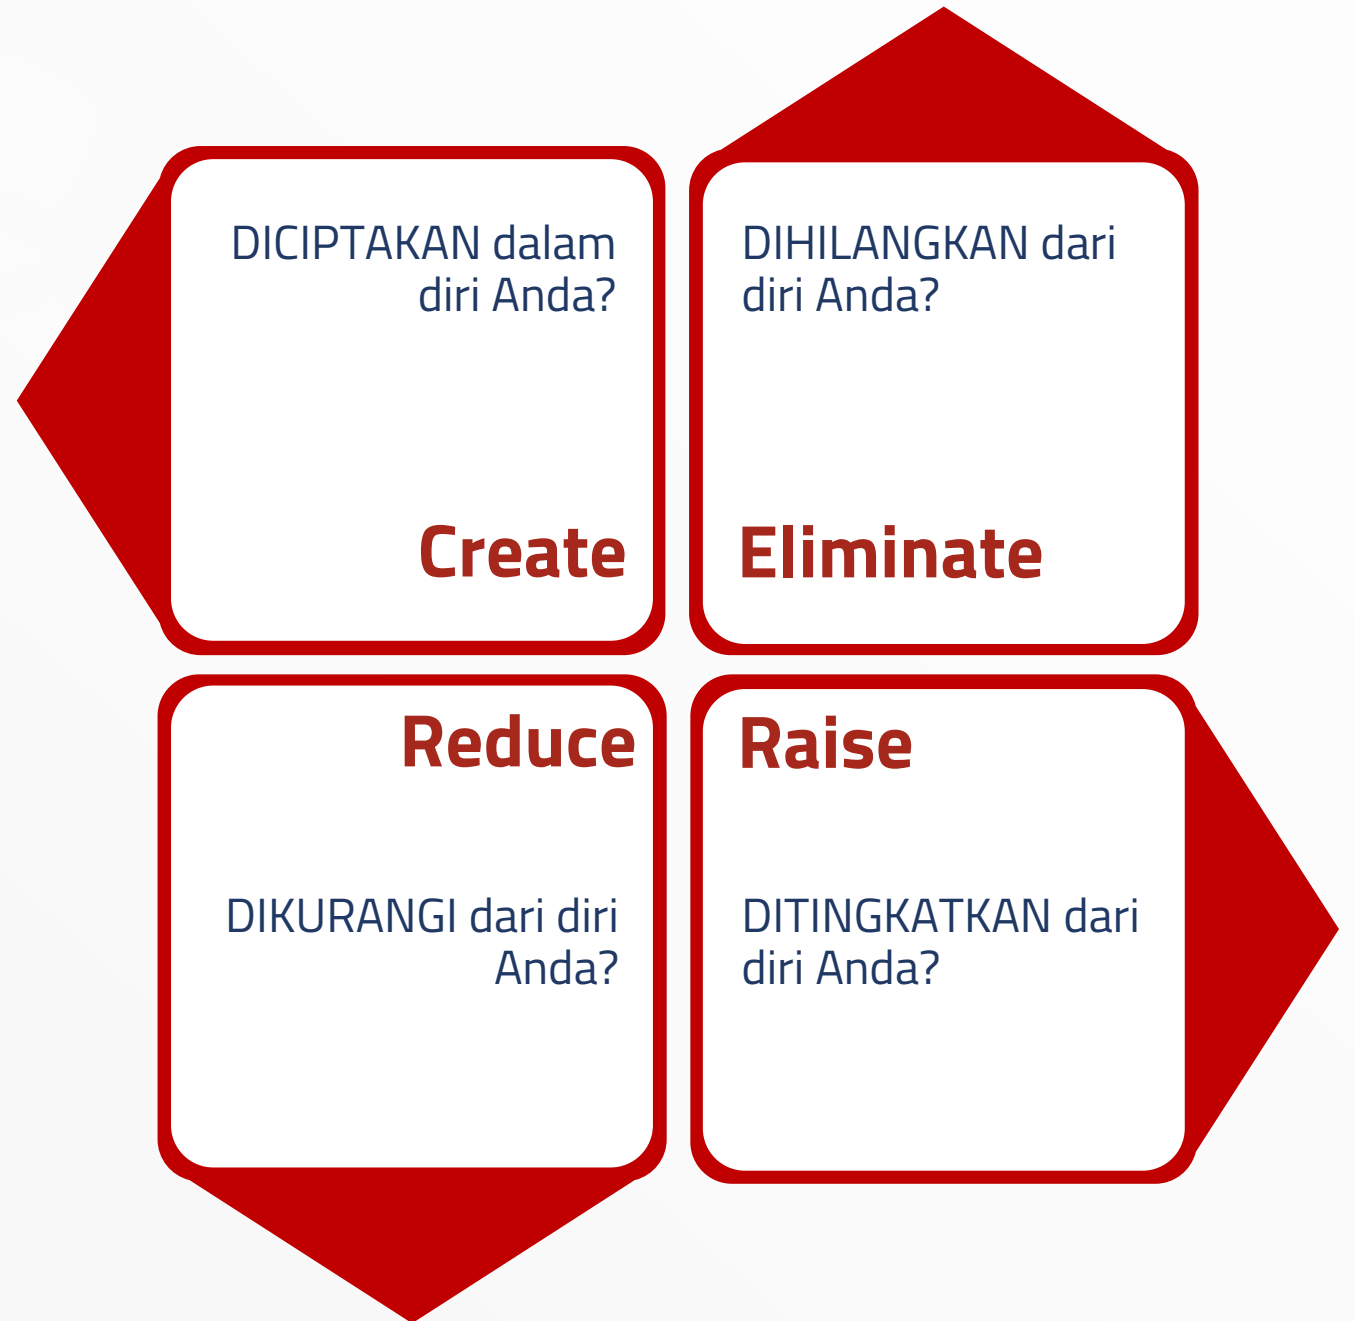 DICIPTAKAN dalam
diri Anda?
Create
DIHILANGKAN dari
diri Anda?
Eliminate
Reduce
DIKURANGI dari diri
Anda?
Raise
DITINGKATKAN dari
diri Anda?